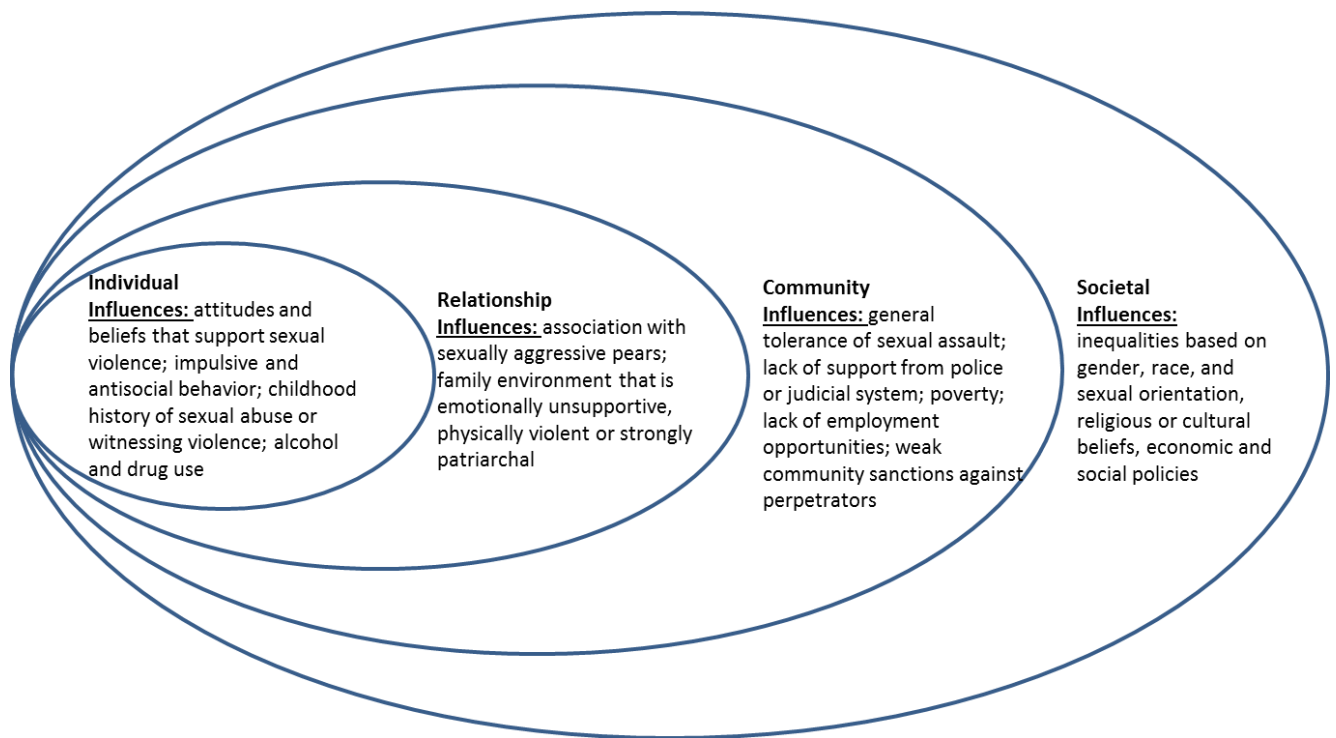 Individual
Influences: attitudes and
beliefs that support sexual
violence; impulsive and
antisocial behavior; childhood
history of sexual abuse or
witnessing violence; alcohol
and drug use
Relationship
Influences: association with
sexually aggressive pears;
family environment that is
emotionally unsupportive,
physically violent or strongly
patriarchal
Community
Influences: general
tolerance of sexual assault;
lack of support from police
or judicial system; poverty;
lack of employment
opportunities; weak
community sanctions against
perpetrators
Societal
Influences:
inequalities based on
gender, race, and
sexual orientation,
religious or cultural
beliefs, economic and
social policies